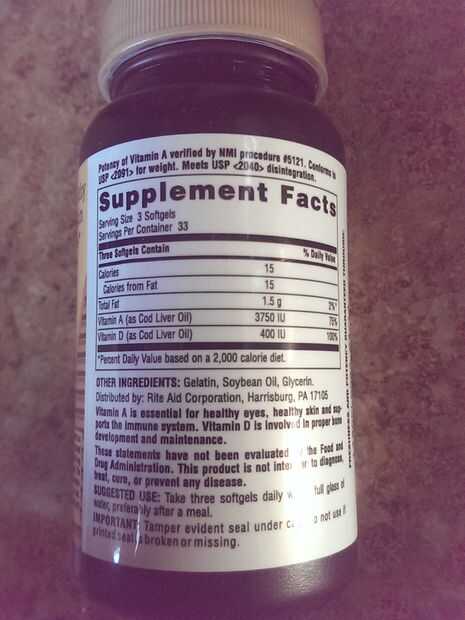 Potency of Vitamin A verified by NMI procedure #5121. Conforms to
USP <2091> for weight. Meets USP <2040> disintegration.
Supplement Facts
Serving Size 3 Softgels
Servings Per Container 33
Three Softgels Contain % Daily Value
Calories 15
Calories from Fat 15
Total Fat 1.5 g 2%*
Vitamin A (as Cod Liver Oil) 3750 IU 75%
Vitamin D (as Cod Liver Oil) 400 IU 100%
*Percent Daily Value based on a 2,000 calorie diet.
OTHER INGREDIENTS: Gelatin, Soybean Oil, Glycerin.
Distributed by: Rite Aid Corporation, Harrisburg, PA 17105
Vitamin A is essential for healthy eyes, healthy skin and sup-
ports the immune system. Vitamin D is involved in proper bone
development and maintenance.
These statements have not been evaluated the Food and
Drug Administration. This product is not to diagnose,
treat, cure, or prevent any disease.
SUGGESTED USE: Take three softgels daily full glass of
water, preferably after a meal.
IMPORTANT: Tamper evident seal under not use if
printed seal is broken or missing.